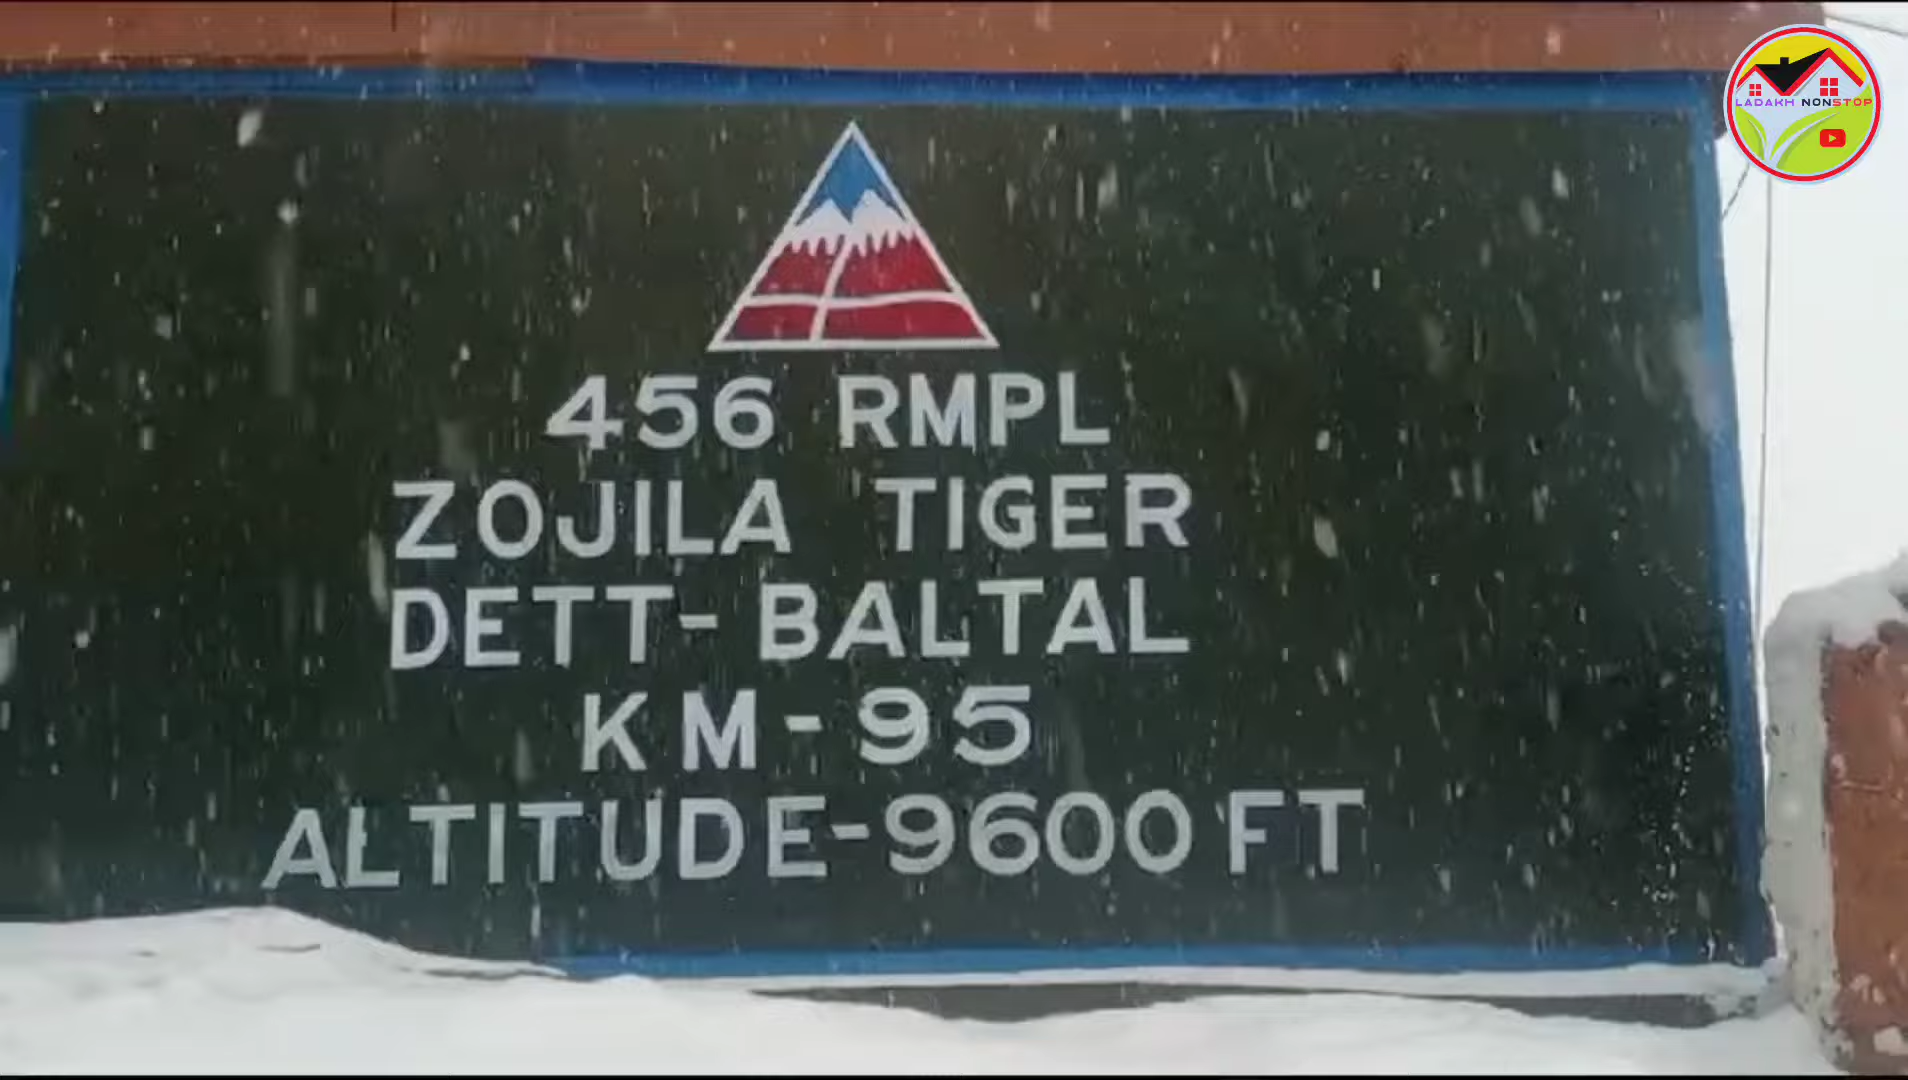 LADAKH NONSTOP
456 RMPL
ZOJILA TIGER
DETT-BALTAL
KM-95
ALTITUDE-9600 FT